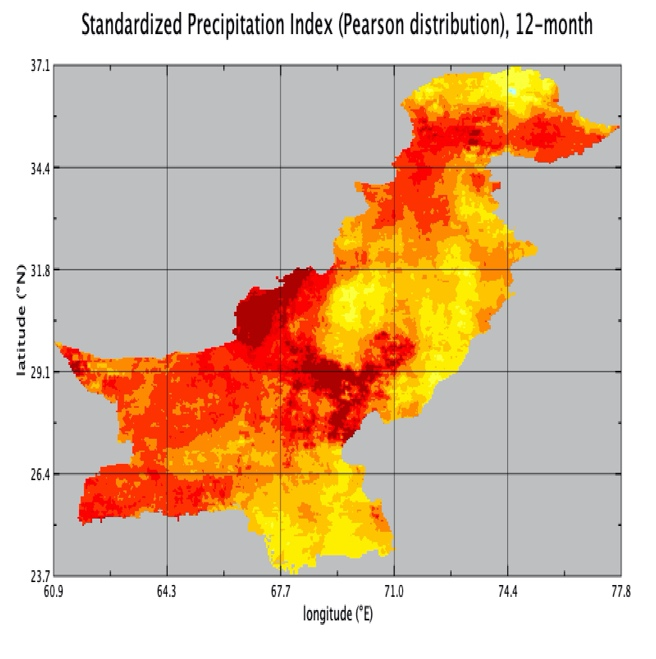 Standardized Precipitation Index (Pearson distribution), 12-month
37.1
34.4
31.8
29.1
26.4
23.7
latitude (°N)
60.9 64.3 67.7 71.0 74.4 77.8
longitude (°E)